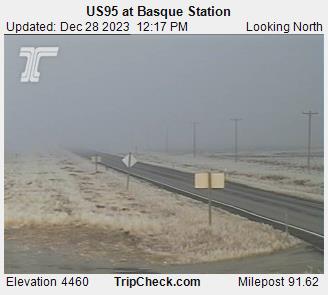 US95 at Basque Station
Updated: Dec 28 2023 12:17 PM Looking North
Elevation 4460 TripCheck.com Milepost 91.62